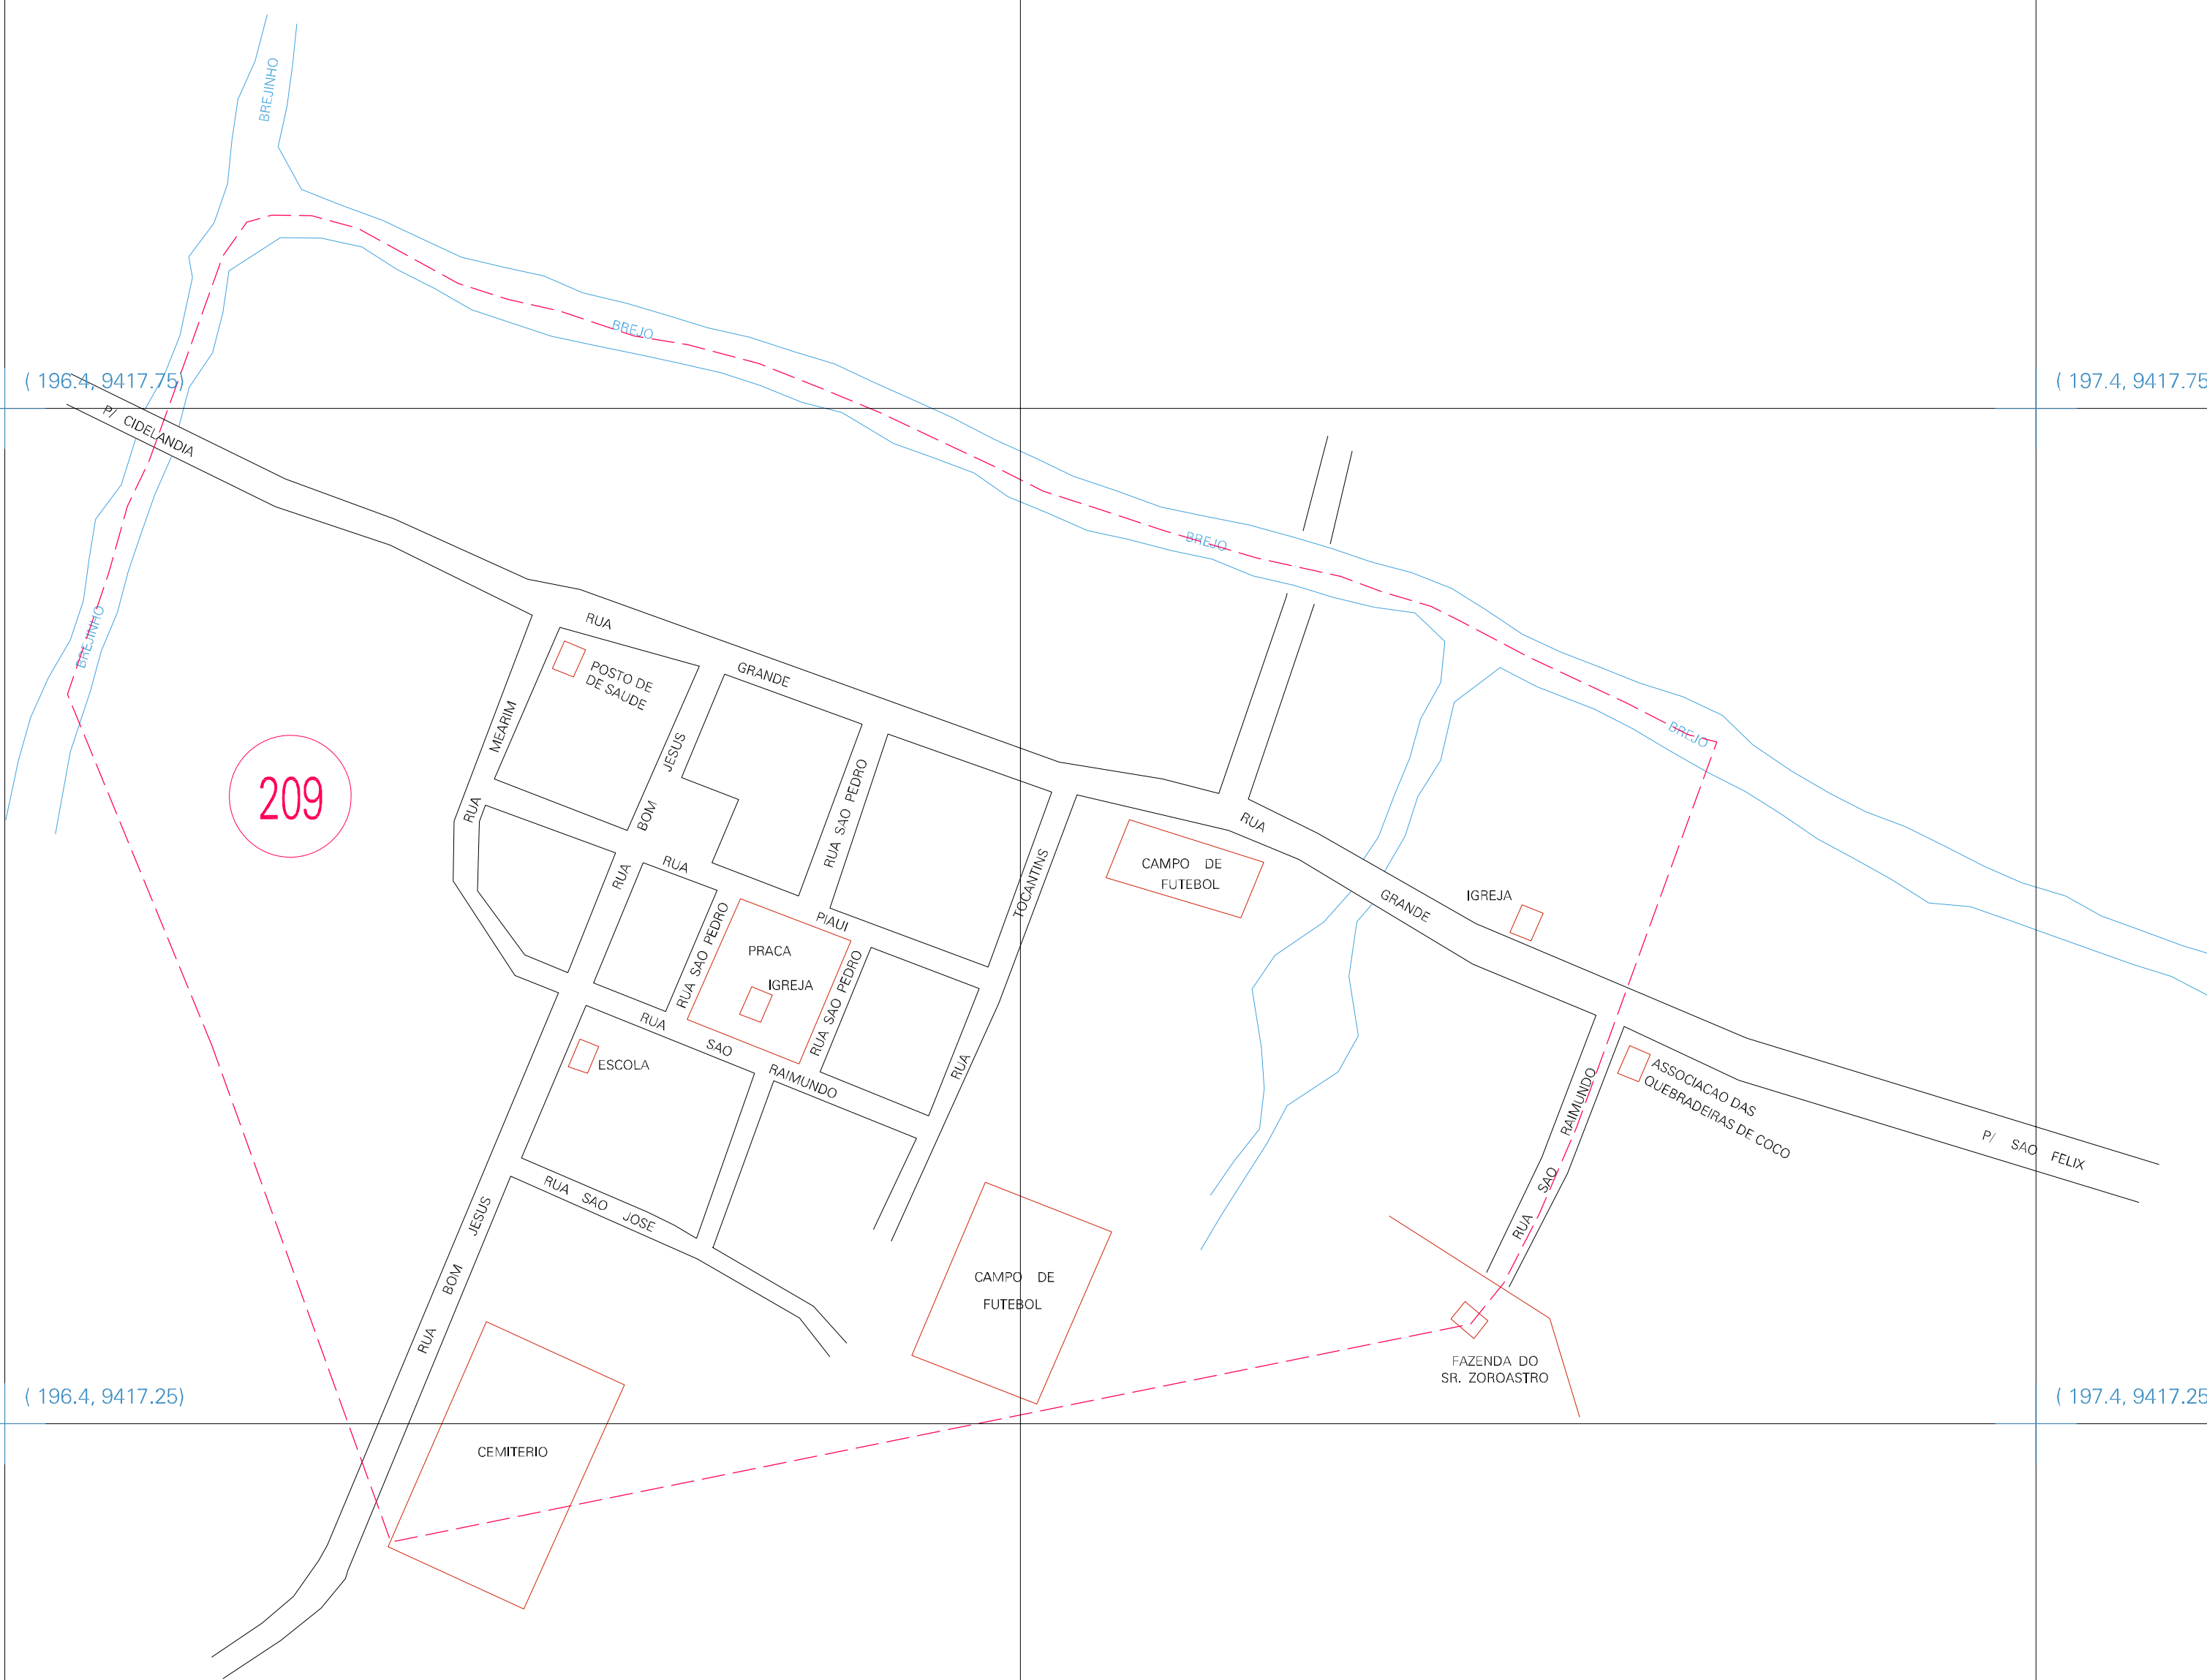 BREJINHO
BREJO
( 196.4, 9417.75)
( 197.4, 9417.75
P/ CIDELANDIA
BREJO
BREJINHO
RUA
GRANDE
POSTO DE
DE SAUDE
MEARIM
RUA
JESUS
BOM
RUA
RUA SAO PEDRO
BREJO
209
RUA
CAMPO DE
FUTEBOL
TOCANTINS
RUA
GRANDE
IGREJA
RUA
PIAUI
RUA SAO PEDRO
PRACA
IGREJA
RUA SAO PEDRO
RUA
SAO
RAIMUNDO
ESCOLA
RUA
RAIMUNDO
SAO
RUA
ASSOCIACAO DAS
QUEBRADEIRAS DE COCO
P/ SAO FELIX
RUA SAO JOSE
JESUS
BOM
RUA
CAMPO DE
FUTEBOL
FAZENDA DO
SR. ZOROASTRO
( 196.4, 9417.25)
( 197.4, 9417.25
CEMITERIO